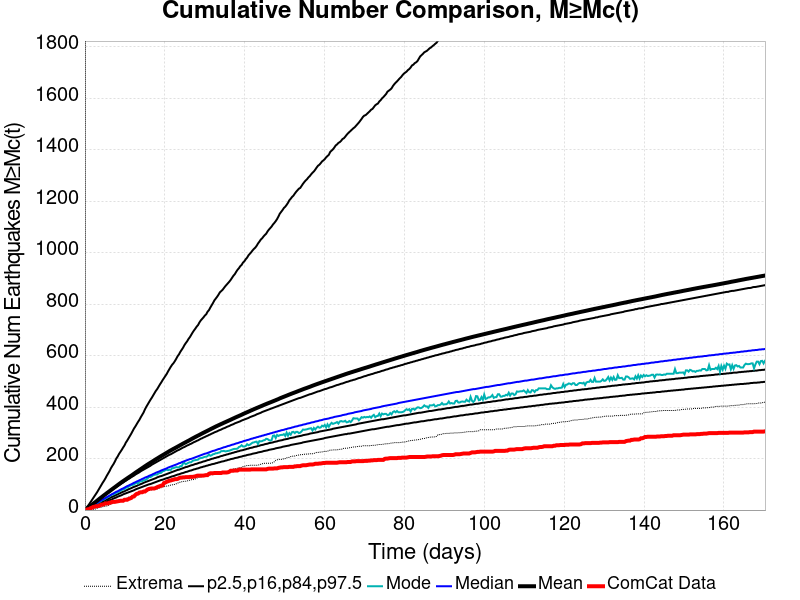 Cumulative Number Comparison, M≥Mc(t)
Cumulative Num Earthquakes M≥Mc(t)
1800
1600
1400
1200
1000
800
600
400
200
0
0 20 40 60 80 100 120 140 160
Time (days)
Extrema p2.5,p16,p84,p97.5 Mode Median Mean ComCat Data